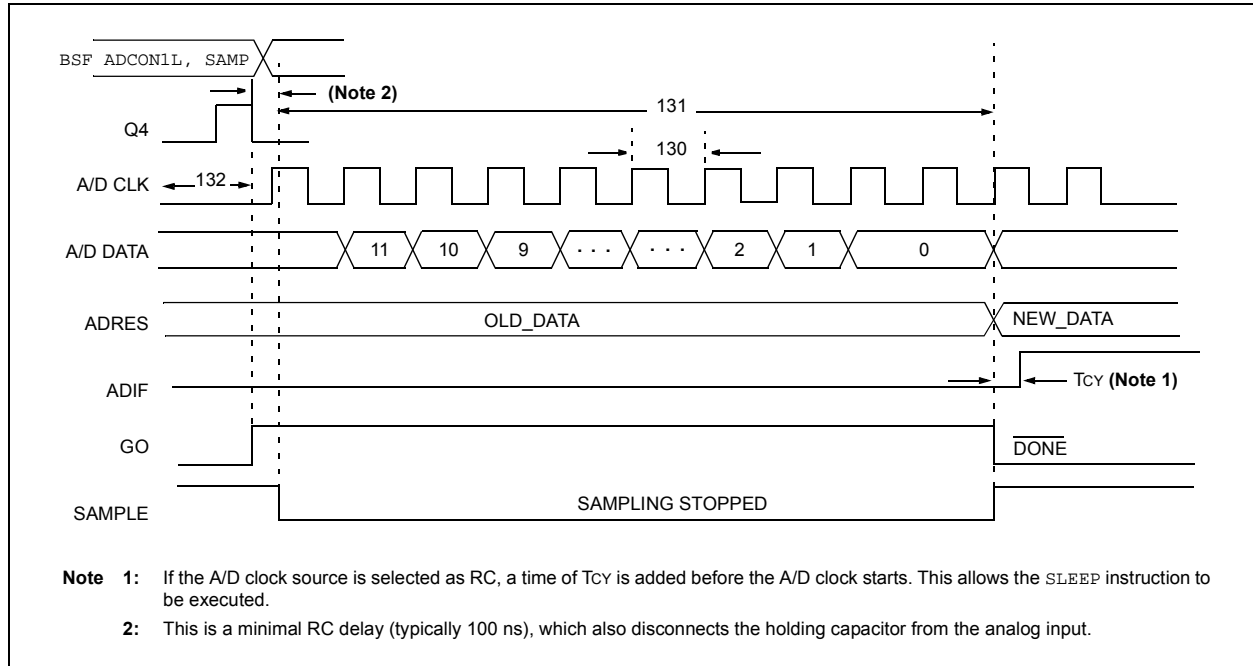 BSF ADCON1L, SAMP
(Note 2)
131
Q4
130
A/D CLK
132
A/D DATA
11 10 9 . . . . . . 2 1 0
ADRES
OLD_DATA
NEW_DATA
ADIF
TCY (Note 1)
GO
DONE
SAMPLE
SAMPLING STOPPED
Note 1: If the A/D clock source is selected as RC, a time of TCY is added before the A/D clock starts. This allows the SLEEP instruction to
be executed.
2: This is a minimal RC delay (typically 100 ns), which also disconnects the holding capacitor from the analog input.